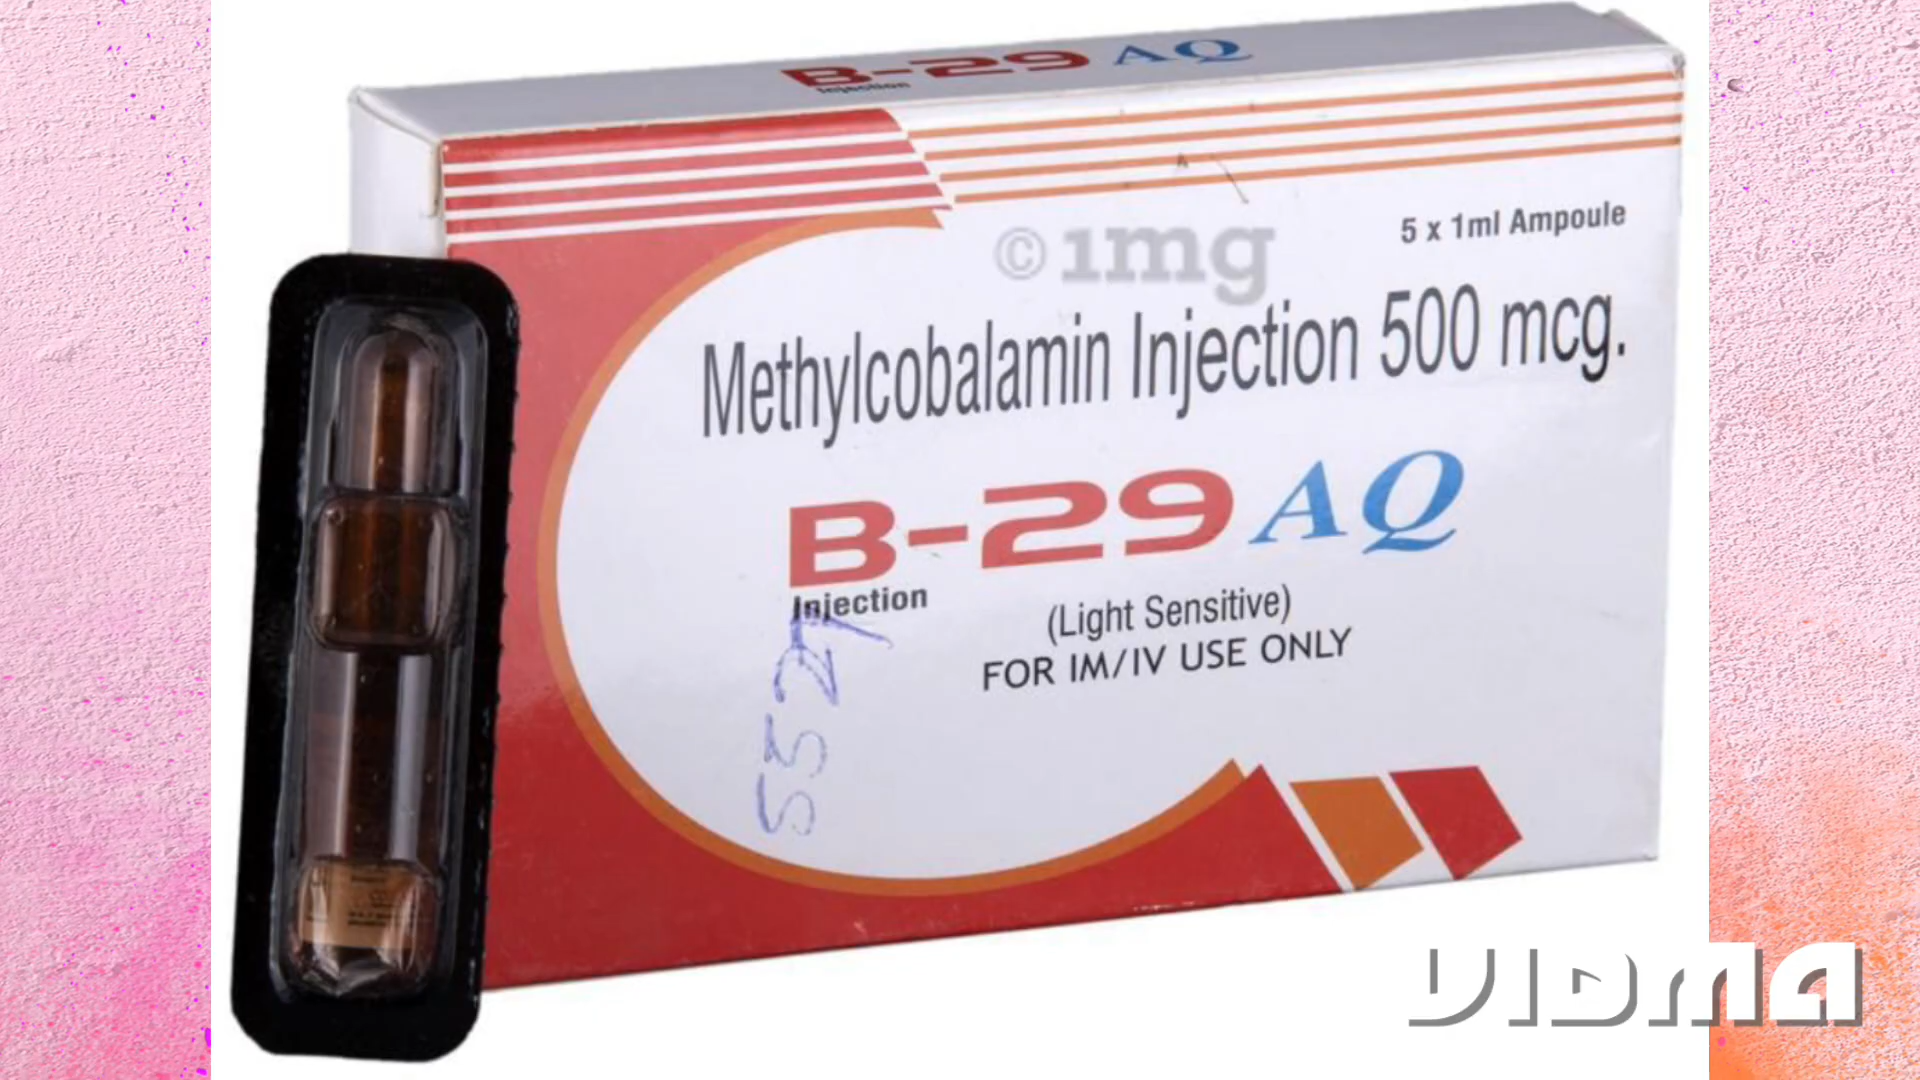 B-29 AQ
Injection
5 x 1ml Ampoule
©1mg
Methylcobalamin Injection 500 mcg.
B-29 AQ
Injection
(Light Sensitive)
FOR IM/IV USE ONLY
VIDMA